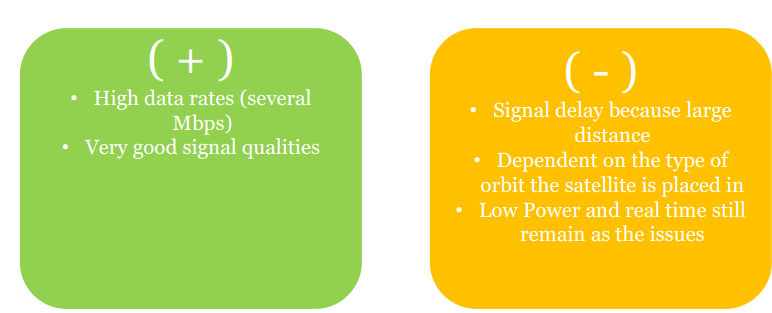 ( + )
• High data rates (several
Mbps)
• Very good signal qualities
( - )
• Signal delay because large
distance
• Dependent on the type of
orbit the satellite is placed in
• Low Power and real time still
remain as the issues